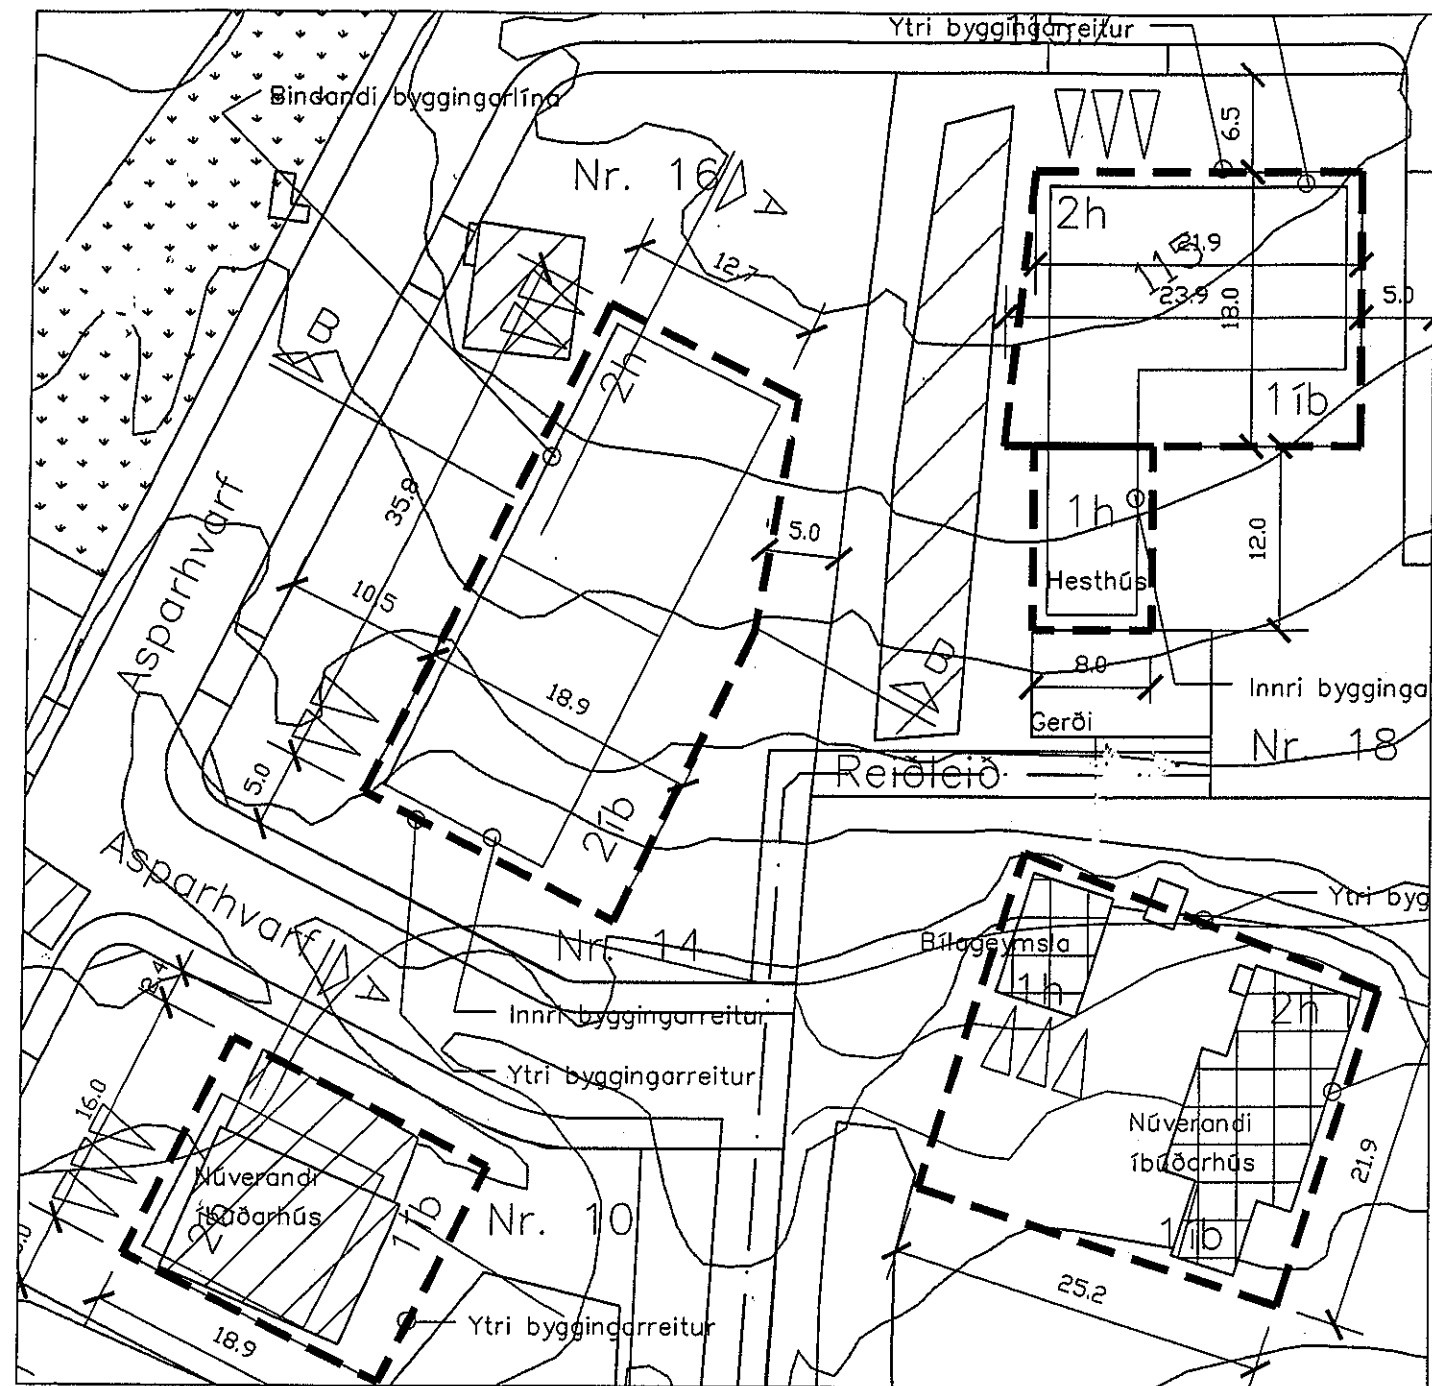 Ytri byggingarreitur
Bindandi byggingarlína
Nr. 16
A
6.5
2h
115
21.9
23.9
18.0
5.0
12.7
B
2h
1íb
35.8
5.0
1h
12.0
Hesthús
10.5
Asparhvarf
18.9
B
8.0
Innri bygginga
Gerði
Nr. 18
Reiðleið
5.0
2íb
Asparhvarf
Nr. 14
Ytri byg
Bílageymsla
1h
2h
2.4
A
Innri byggingarreitur
Ytri byggingarreitur
16.0
Núverandi
íbúðarhús
1íb
21.9
Núverandi
íbúðarhús
1íb
Nr. 10
25.2
18.9
Ytri byggingarreitur